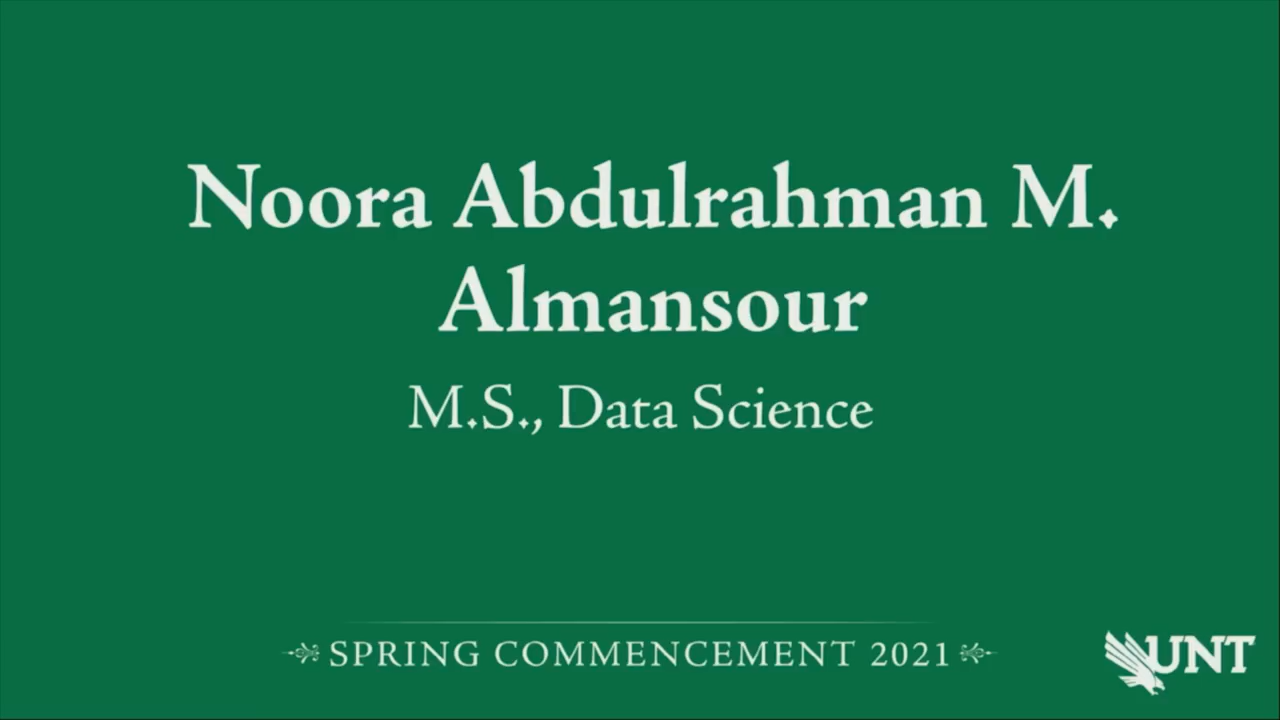 Noora Abdulrahman M.
Almansour
M.S., Data Science
SPRING COMMENCEMENT 2021
UNT